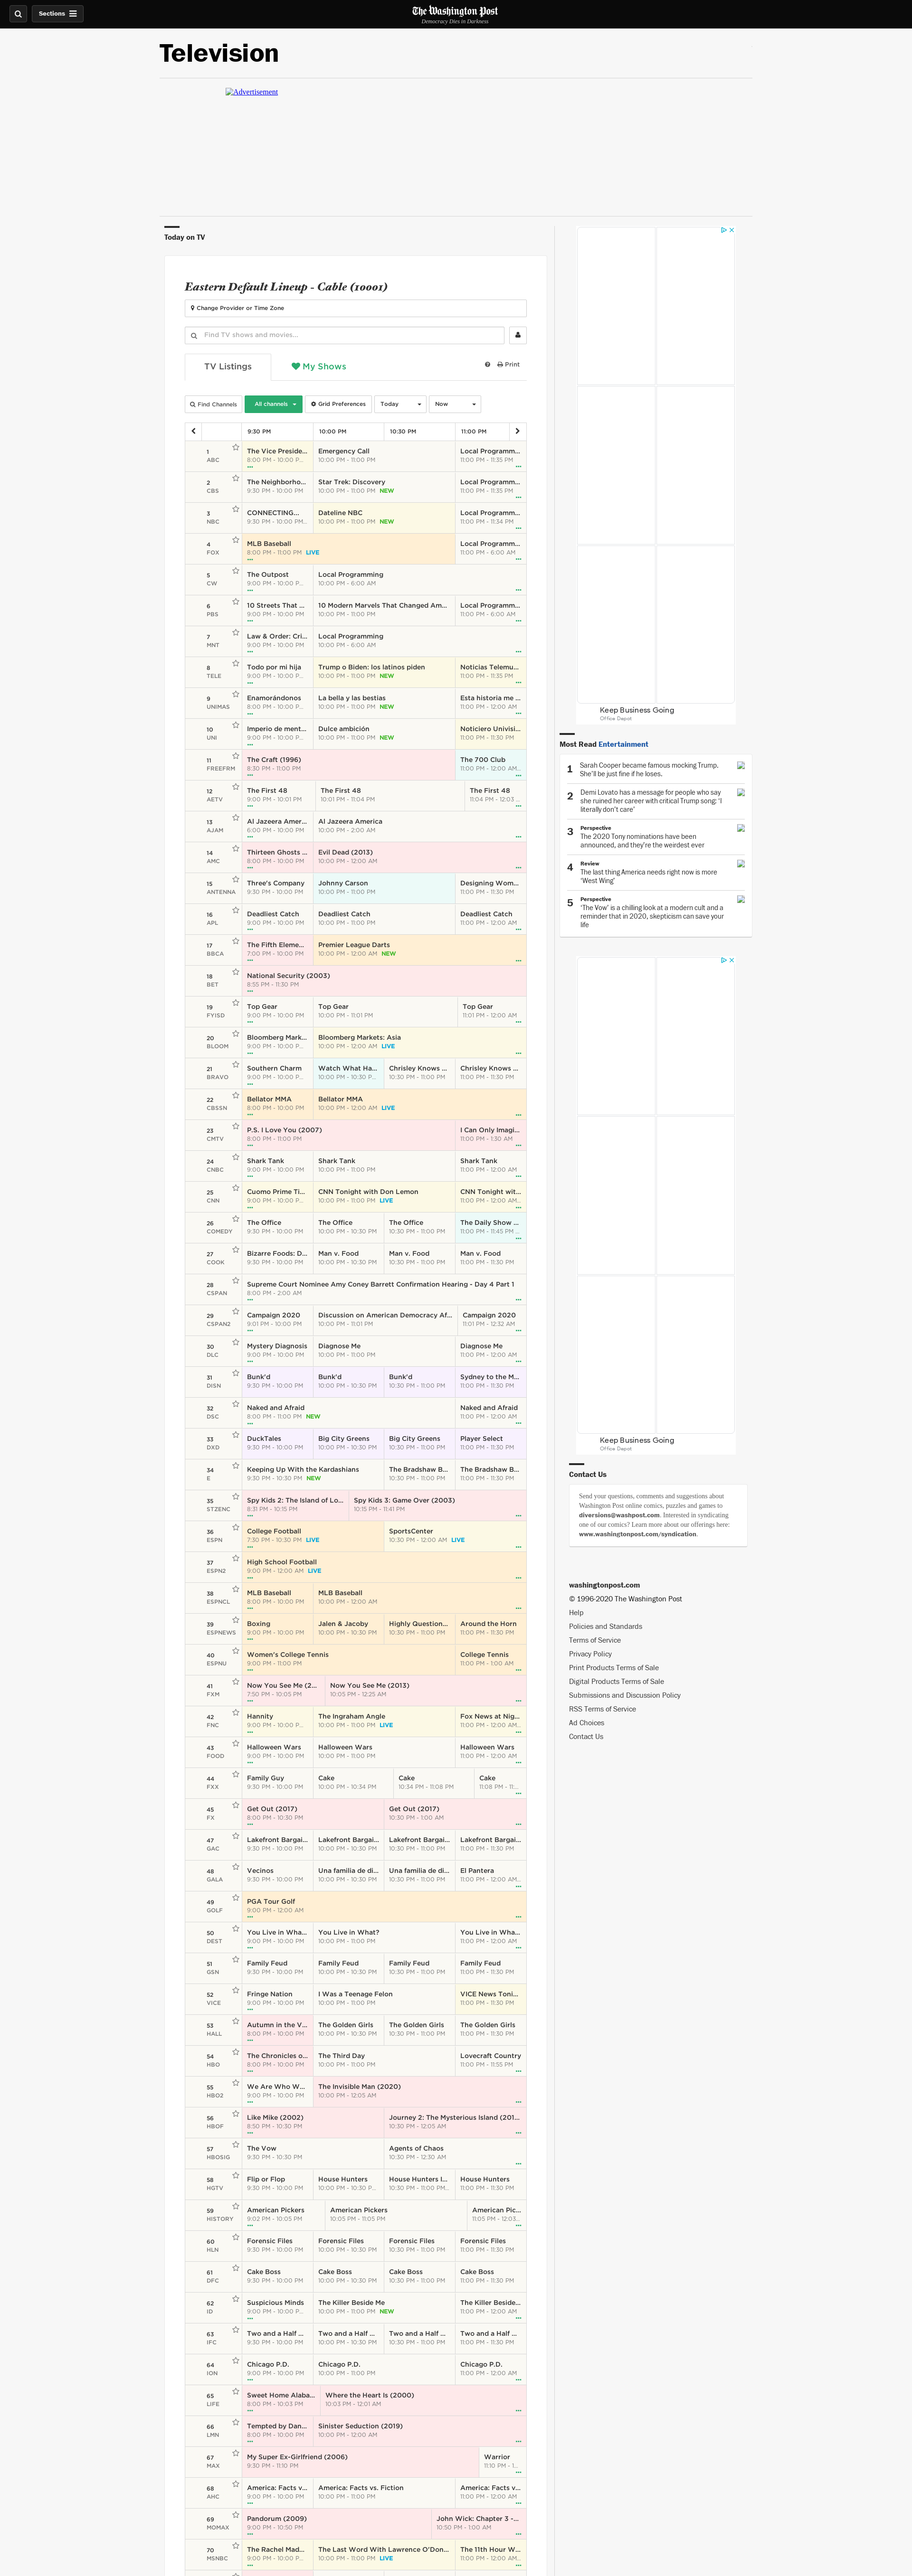 Sections
The Washington Post
Democracy Dies in Darkness
Television
Advertisement
Today on TV
Eastern Default Lineup - Cable (10001)
Change Provider or Time Zone
Find TV shows and movies...
TV Listings
My Shows
Print
Find Channels
All channels
Grid Preferences
Today
Now
9:30 PM 10:00 PM 10:30 PM 11:00 PM
1 The Vice Preside... Emergency Call Local Programm...
ABC 8:00 PM - 10:00 P... 10:00 PM - 11:00 PM 11:00 PM - 11:35 PM
2 The Neighborho... Star Trek: Discovery Local Programm...
CBS 9:30 PM - 10:00 PM 10:00 PM - 11:00 PM NEW 11:00 PM - 11:35 PM
3 CONNECTING... Dateline NBC Local Programm...
NBC 9:30 PM - 10:00 PM... 10:00 PM - 11:00 PM NEW 11:00 PM - 11:34 PM
4 MLB Baseball Local Programm...
FOX 8:00 PM - 11:00 PM LIVE 11:00 PM - 6:00 AM
5 The Outpost Local Programming
CW 9:00 PM - 10:00 P... 10:00 PM - 6:00 AM
6 10 Streets That ... 10 Modern Marvels That Changed Am... Local Programm...
PBS 9:00 PM - 10:00 PM 10:00 PM - 11:00 PM 11:00 PM - 6:00 AM
7 Law & Order: Cri... Local Programming
MNT 9:00 PM - 10:00 PM 10:00 PM - 6:00 AM
8 Todo por mi hija Trump o Biden: los latinos piden Noticias Telemu...
TELE 9:00 PM - 10:00 P... 10:00 PM - 11:00 PM NEW 11:00 PM - 11:35 PM
9 Enamorándonos La bella y las bestias Esta historia me ...
UNIMAS 8:00 PM - 10:00 P... 10:00 PM - 11:00 PM NEW 11:00 PM - 12:00 AM
10 Imperio de ment... Dulce ambición Noticiero Univisi...
UNI 9:00 PM - 10:00 P... 10:00 PM - 11:00 PM NEW 11:00 PM - 11:30 PM
11 The Craft (1996) The 700 Club
FREEFRM 8:30 PM - 11:00 PM 11:00 PM - 12:00 AM...
12 The First 48 The First 48 The First 48
AETV 9:00 PM - 10:01 PM 10:01 PM - 11:04 PM 11:04 PM - 12:03 ...
13 Al Jazeera Amer... Al Jazeera America
AJAM 6:00 PM - 10:00 PM 10:00 PM - 2:00 AM
14 Thirteen Ghosts ... Evil Dead (2013)
AMC 8:00 PM - 10:00 PM 10:00 PM - 12:00 AM
15 Three's Company Johnny Carson Designing Wom...
ANTENNA 9:30 PM - 10:00 PM 10:00 PM - 11:00 PM 11:00 PM - 11:30 PM
16 Deadliest Catch Deadliest Catch Deadliest Catch
APL 9:00 PM - 10:00 PM 10:00 PM - 11:00 PM 11:00 PM - 12:00 AM
17 The Fifth Eleme... Premier League Darts
BBCA 7:00 PM - 10:00 PM 10:00 PM - 12:00 AM NEW
18 National Security (2003)
BET 8:55 PM - 11:30 PM
19 Top Gear Top Gear Top Gear
FYISD 9:00 PM - 10:00 PM 10:00 PM - 11:01 PM 11:01 PM - 12:00 AM
20 Bloomberg Mark... Bloomberg Markets: Asia
BLOOM 9:00 PM - 10:00 P... 10:00 PM - 12:00 AM LIVE
21 Southern Charm Watch What Ha... Chrisley Knows ... Chrisley Knows ...
BRAVO 9:00 PM - 10:00 P... 10:00 PM - 10:30 P... 10:30 PM - 11:00 PM 11:00 PM - 11:30 PM
22 Bellator MMA Bellator MMA
CBSSN 8:00 PM - 10:00 PM 10:00 PM - 12:00 AM LIVE
23 P.S. I Love You (2007) I Can Only Imagi...
CMTV 8:00 PM - 11:00 PM 11:00 PM - 1:30 AM
24 Shark Tank Shark Tank Shark Tank
CNBC 9:00 PM - 10:00 PM 10:00 PM - 11:00 PM 11:00 PM - 12:00 AM
25 Cuomo Prime Ti... CNN Tonight with Don Lemon CNN Tonight wit...
CNN 9:00 PM - 10:00 P... 10:00 PM - 11:00 PM LIVE 11:00 PM - 12:00 AM...
26 The Office The Office The Office The Daily Show ...
COMEDY 9:30 PM - 10:00 PM 10:00 PM - 10:30 PM 10:30 PM - 11:00 PM 11:00 PM - 11:45 PM ...
27 Bizarre Foods: D... Man v. Food Man v. Food Man v. Food
COOK 9:30 PM - 10:00 PM 10:00 PM - 10:30 PM 10:30 PM - 11:00 PM 11:00 PM - 11:30 PM
28 Supreme Court Nominee Amy Coney Barrett Confirmation Hearing - Day 4 Part 1
CSPAN 8:00 PM - 2:00 AM
29 Campaign 2020 Discussion on American Democracy Af... Campaign 2020
CSPAN2 9:01 PM - 10:00 PM 10:00 PM - 11:01 PM 11:01 PM - 12:32 AM
30 Mystery Diagnosis Diagnose Me Diagnose Me
DLC 9:00 PM - 10:00 PM 10:00 PM - 11:00 PM 11:00 PM - 12:00 AM
31 Bunk'd Bunk'd Bunk'd Sydney to the M...
DISN 9:30 PM - 10:00 PM 10:00 PM - 10:30 PM 10:30 PM - 11:00 PM 11:00 PM - 11:30 PM
32 Naked and Afraid Naked and Afraid
DSC 8:00 PM - 11:00 PM NEW 11:00 PM - 12:00 AM
33 DuckTales Big City Greens Big City Greens Player Select
DXD 9:30 PM - 10:00 PM 10:00 PM - 10:30 PM 10:30 PM - 11:00 PM 11:00 PM - 11:30 PM
34 Keeping Up With the Kardashians The Bradshaw B... The Bradshaw B...
E 9:30 PM - 10:30 PM NEW 10:30 PM - 11:00 PM 11:00 PM - 11:30 PM
35 Spy Kids 2: The Island of Lo... Spy Kids 3: Game Over (2003)
STZENC 8:31 PM - 10:15 PM 10:15 PM - 11:41 PM
36 College Football SportsCenter
ESPN 7:30 PM - 10:30 PM LIVE 10:30 PM - 12:00 AM LIVE
37 High School Football
ESPN2 9:00 PM - 12:00 AM LIVE
38 MLB Baseball MLB Baseball
ESPNCL 8:00 PM - 10:00 PM 10:00 PM - 12:00 AM
39 Boxing Jalen & Jacoby Highly Question... Around the Horn
ESPNEWS 9:00 PM - 10:00 PM 10:00 PM - 10:30 PM 10:30 PM - 11:00 PM 11:00 PM - 11:30 PM
40 Women's College Tennis College Tennis
ESPNU 9:00 PM - 11:00 PM 11:00 PM - 1:00 AM
41 Now You See Me (2... Now You See Me (2013)
FXM 7:50 PM - 10:05 PM 10:05 PM - 12:25 AM
42 Hannity The Ingraham Angle Fox News at Nig...
FNC 9:00 PM - 10:00 P... 10:00 PM - 11:00 PM LIVE 11:00 PM - 12:00 AM...
43 Halloween Wars Halloween Wars Halloween Wars
FOOD 9:00 PM - 10:00 PM 10:00 PM - 11:00 PM 11:00 PM - 12:00 AM
44 Family Guy Cake Cake Cake
FXX 9:30 PM - 10:00 PM 10:00 PM - 10:34 PM 10:34 PM - 11:08 PM 11:08 PM - 11:...
45 Get Out (2017) Get Out (2017)
FX 8:00 PM - 10:30 PM 10:30 PM - 1:00 AM
47 Lakefront Bargai... Lakefront Bargai... Lakefront Bargai... Lakefront Bargai...
GAC 9:30 PM - 10:00 PM 10:00 PM - 10:30 PM 10:30 PM - 11:00 PM 11:00 PM - 11:30 PM
48 Vecinos Una familia de di... Una familia de di... El Pantera
GALA 9:30 PM - 10:00 PM 10:00 PM - 10:30 PM 10:30 PM - 11:00 PM 11:00 PM - 12:00 AM...
49 PGA Tour Golf
GOLF 9:00 PM - 12:00 AM
50 You Live in Wha... You Live in What? You Live in Wha...
DEST 9:00 PM - 10:00 PM 10:00 PM - 11:00 PM 11:00 PM - 12:00 AM
51 Family Feud Family Feud Family Feud Family Feud
GSN 9:30 PM - 10:00 PM 10:00 PM - 10:30 PM 10:30 PM - 11:00 PM 11:00 PM - 11:30 PM
52 Fringe Nation I Was a Teenage Felon VICE News Toni...
VICE 9:00 PM - 10:00 PM 10:00 PM - 11:00 PM 11:00 PM - 11:30 PM
53 Autumn in the V... The Golden Girls The Golden Girls The Golden Girls
HALL 8:00 PM - 10:00 PM 10:00 PM - 10:30 PM 10:30 PM - 11:00 PM 11:00 PM - 11:30 PM
54 The Chronicles o... The Third Day Lovecraft Country
HBO 8:00 PM - 10:00 PM 10:00 PM - 11:00 PM 11:00 PM - 11:55 PM
55 We Are Who W... The Invisible Man (2020)
HBO2 9:00 PM - 10:00 PM 10:00 PM - 12:05 AM
56 Like Mike (2002) Journey 2: The Mysterious Island (201...
HBOF 8:50 PM - 10:30 PM 10:30 PM - 12:05 AM
57 The Vow Agents of Chaos
HBOSIG 9:30 PM - 10:30 PM 10:30 PM - 12:30 AM
58 Flip or Flop House Hunters House Hunters I... House Hunters
HGTV 9:30 PM - 10:00 PM 10:00 PM - 10:30 P... 10:30 PM - 11:00 PM... 11:00 PM - 11:30 PM
59 American Pickers American Pickers American Pic...
HISTORY 9:02 PM - 10:05 PM 10:05 PM - 11:05 PM 11:05 PM - 12:03...
60 Forensic Files Forensic Files Forensic Files Forensic Files
HLN 9:30 PM - 10:00 PM 10:00 PM - 10:30 PM 10:30 PM - 11:00 PM 11:00 PM - 11:30 PM
61 Cake Boss Cake Boss Cake Boss Cake Boss
DFC 9:30 PM - 10:00 PM 10:00 PM - 10:30 PM 10:30 PM - 11:00 PM 11:00 PM - 11:30 PM
62 Suspicious Minds The Killer Beside Me The Killer Beside...
ID 9:00 PM - 10:00 P... 10:00 PM - 11:00 PM NEW 11:00 PM - 12:00 AM
63 Two and a Half ... Two and a Half ... Two and a Half ... Two and a Half ...
IFC 9:30 PM - 10:00 PM 10:00 PM - 10:30 PM 10:30 PM - 11:00 PM 11:00 PM - 11:30 PM
64 Chicago P.D. Chicago P.D. Chicago P.D.
ION 9:00 PM - 10:00 PM 10:00 PM - 11:00 PM 11:00 PM - 12:00 AM
65 Sweet Home Alaba... Where the Heart Is (2000)
LIFE 8:00 PM - 10:03 PM 10:03 PM - 12:01 AM
66 Tempted by Dan... Sinister Seduction (2019)
LMN 8:00 PM - 10:00 PM 10:00 PM - 12:00 AM
67 My Super Ex-Girlfriend (2006) Warrior
MAX 9:30 PM - 11:10 PM 11:10 PM - 1...
68 America: Facts v... America: Facts vs. Fiction America: Facts v...
AHC 9:00 PM - 10:00 PM 10:00 PM - 11:00 PM 11:00 PM - 12:00 AM
69 Pandorum (2009) John Wick: Chapter 3 -...
MOMAX 9:00 PM - 10:50 PM 10:50 PM - 1:00 AM
70 The Rachel Mad... The Last Word With Lawrence O'Don... The 11th Hour W...
MSNBC 9:00 PM - 10:00 P... 10:00 PM - 11:00 PM LIVE 11:00 PM - 12:00 AM...
Keep Business Going
Office Depot
Most Read Entertainment
1 Sarah Cooper became famous mocking Trump.
She'll be just fine if he loses.
2 Demi Lovato has a message for people who say
she ruined her career with critical Trump song: 'I
literally don't care'
3 Perspective
The 2020 Tony nominations have been
announced, and they're the weirdest ever
4 Review
The last thing America needs right now is more
'West Wing'
5 Perspective
'The Vow' is a chilling look at a modern cult and a
reminder that in 2020, skepticism can save your
life
Keep Business Going
Office Depot
Contact Us
Send your questions, comments and suggestions about
Washington Post online comics, puzzles and games to
diversions@washpost.com. Interested in syndicating
one of our comics? Learn more about our offerings here:
www.washingtonpost.com/syndication.
washingtonpost.com
© 1996-2020 The Washington Post
Help
Policies and Standards
Terms of Service
Privacy Policy
Print Products Terms of Sale
Digital Products Terms of Sale
Submissions and Discussion Policy
RSS Terms of Service
Ad Choices
Contact Us